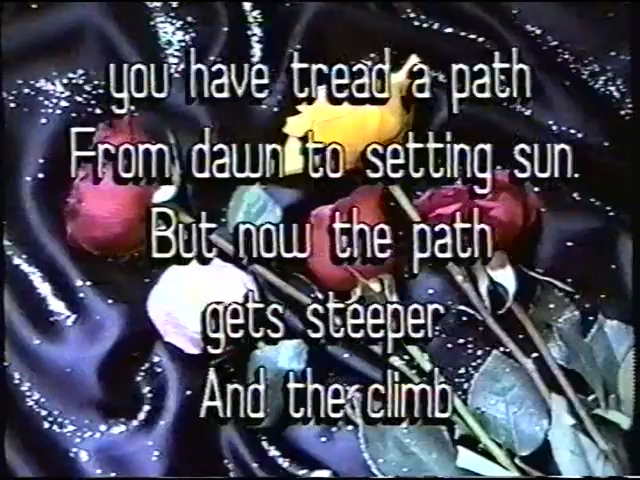 you have tread a path
From dawn to setting sun.
But now the path
gets steeper
And the climb